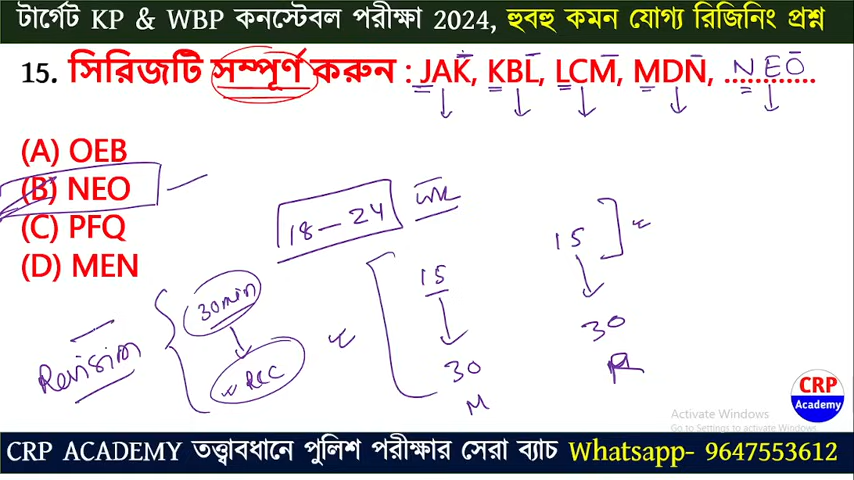 টার্গেট KP & WBP কনস্টেবল পরীক্ষা 2024, হুবহু কমন যোগ্য রিজিনিং প্রশ্ন
15. সিরিজটি সম্পূর্ণ করুন : JAK, KBL, LCM, MDN, ............
NEO
(A) OEB
(B) NEO
(C) PFQ
(D) MEN
18-24
15
15
30min
30
30
Revision
M
R
CRP
Academy
Activate Windows
Go to Settings to activate Windows.
CRP ACADEMY তত্ত্বাবধানে পুলিশ পরীক্ষার সেরা ব্যাচ Whatsapp- 9647553612